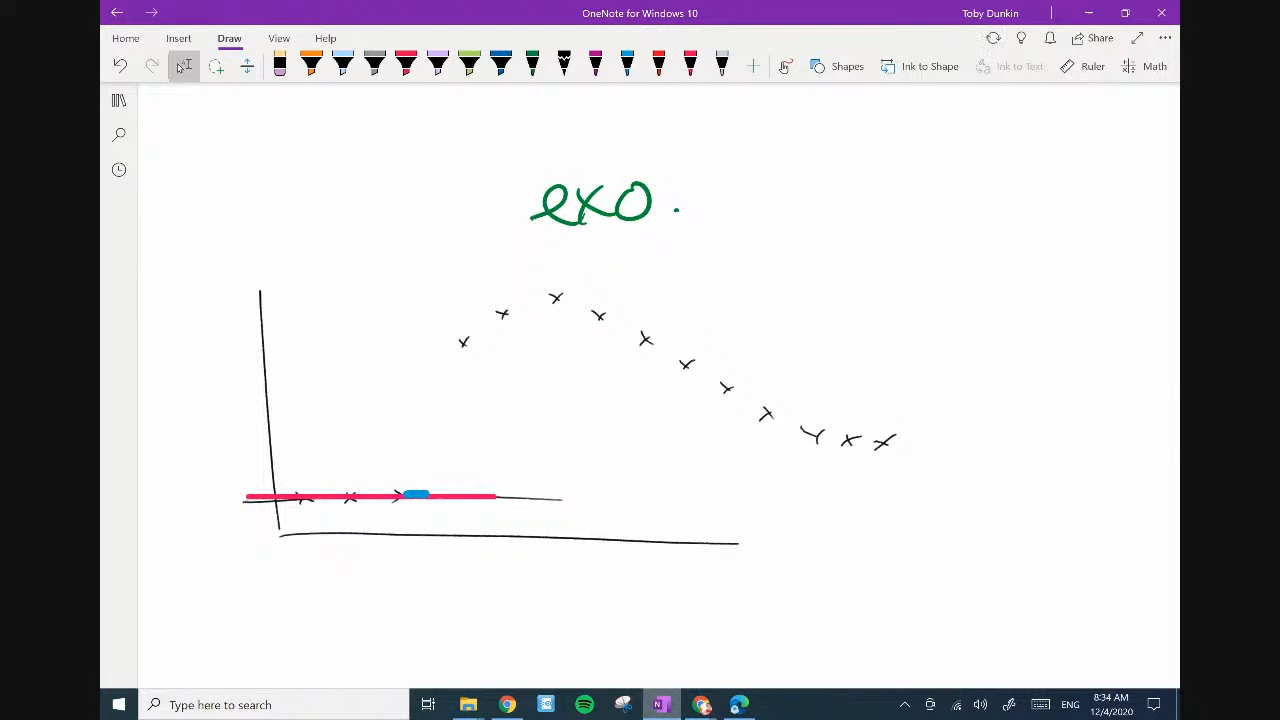 OneNote for Windows 10
Toby Dunkin
Home Insert Draw View Help
Share
Shapes
Ink to Shape
Ink to Text
Ruler
Math
exo.
Type here to search
ENG
8:34 AM
12/4/2020